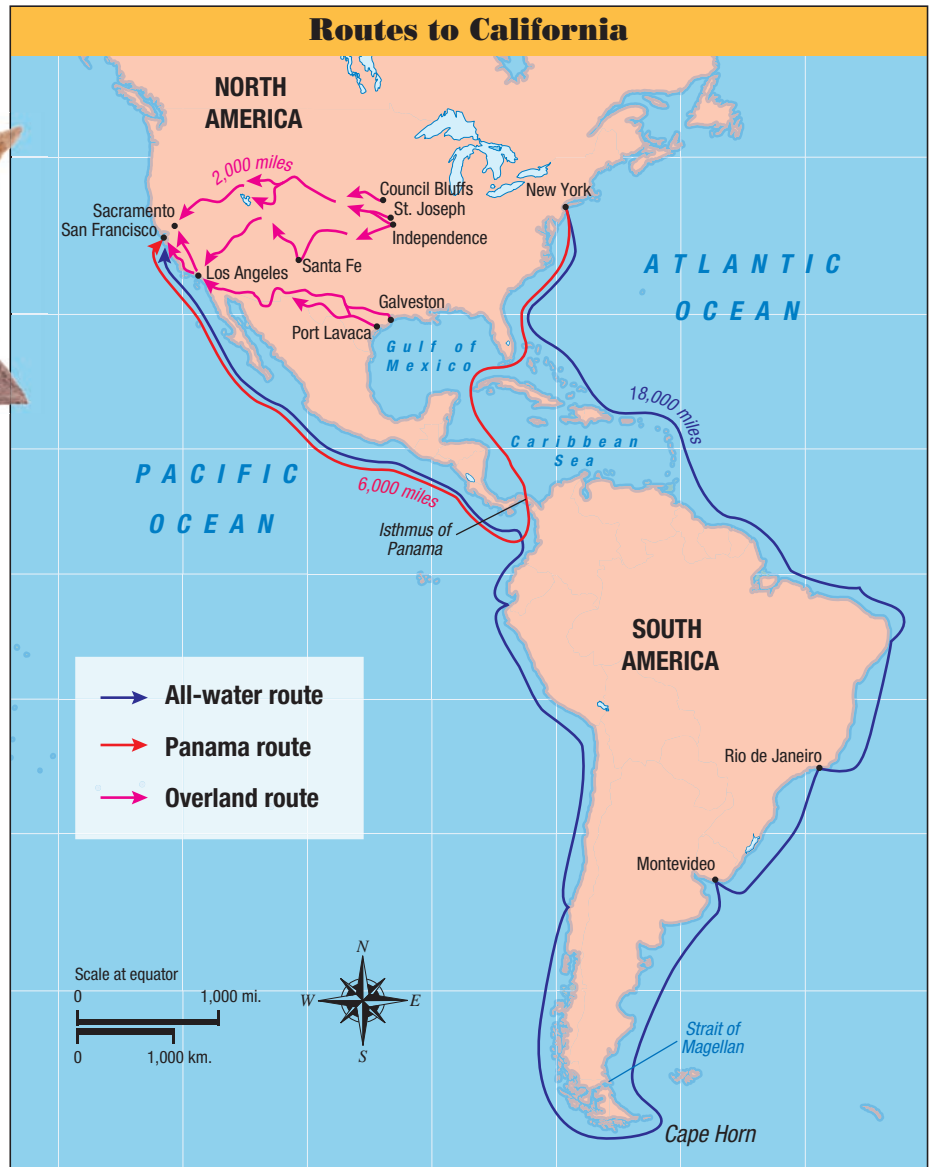 Routes to California
NORTH
AMERICA
2,000 miles
Council Bluffs
St. Joseph
Independence
New York
Sacramento
San Francisco
Los Angeles
Santa Fe
Galveston
Port Lavaca
Gulf of
Mexico
ATLANTIC
OCEAN
18,000 miles
Caribbean
Sea
PACIFIC
OCEAN
6,000 miles
Isthmus of
Panama
SOUTH
AMERICA
All-water route
Panama route
Overland route
Rio de Janeiro
Montevideo
Scale at equator
0 1,000 mi.
0 1,000 km.
N
W E
S
Strait of
Magellan
Cape Horn